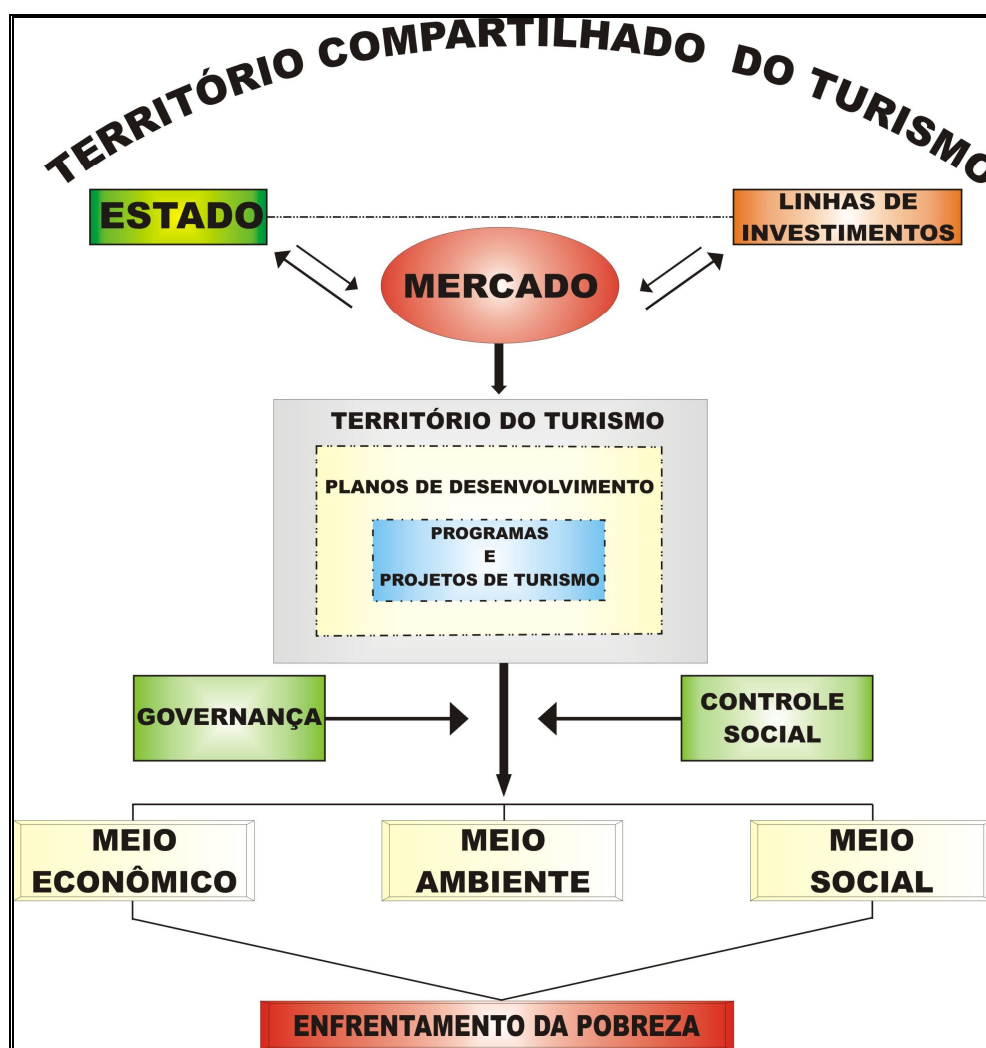 TERRITÓRIO COMPARTILHADO DO TURISMO
ESTADO
LINHAS DE
INVESTIMENTOS
MERCADO
TERRITÓRIO DO TURISMO
PLANOS DE DESENVOLVIMENTO
PROGRAMAS
E
PROJETOS DE TURISMO
GOVERNANÇA
CONTROLE
SOCIAL
MEIO
ECONÔMICO
MEIO
AMBIENTE
MEIO
SOCIAL
ENFRENTAMENTO DA POBREZA